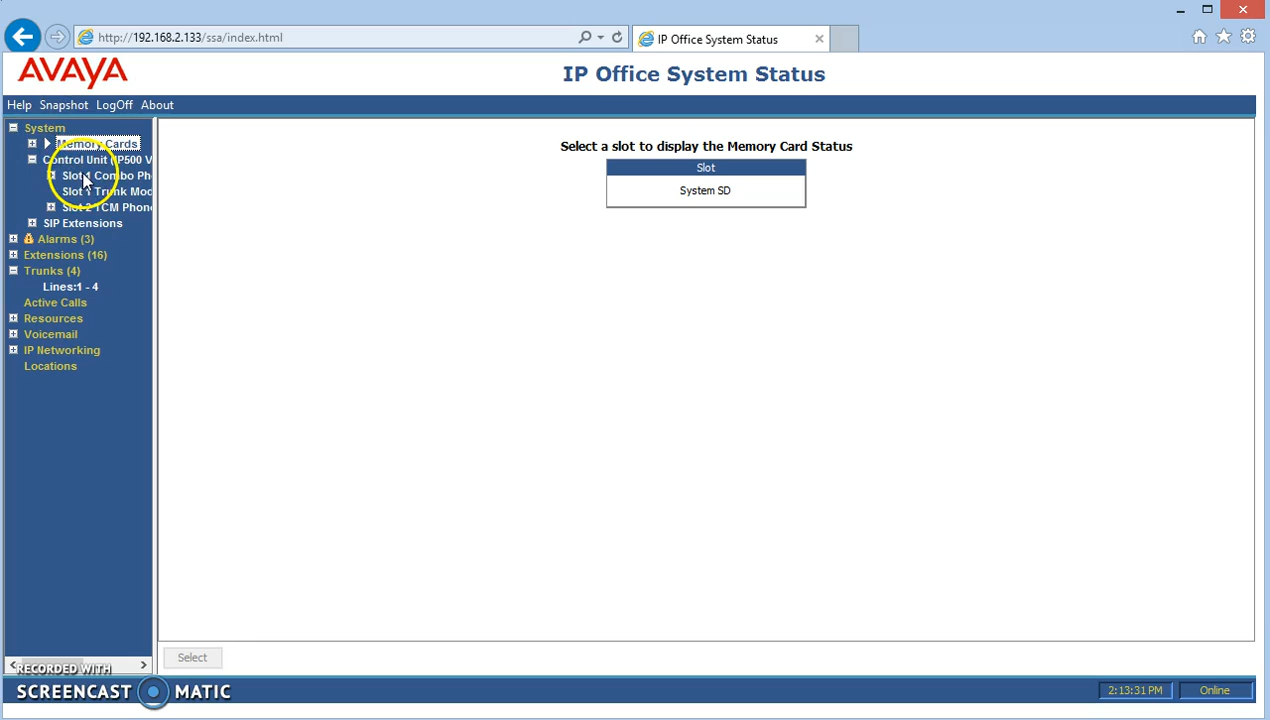 http://192.168.2.133/ssa/index.html
IP Office System Status
AVAYA
IP Office System Status
Help Snapshot LogOff About
System
Memory Cards
Control Unit (IP500 V
Slot 1 Combo Ph
Slot 1 Trunk Mod
Slot 2 TCM Phon
SIP Extensions
Alarms (3)
Extensions (16)
Trunks (4)
Lines:1 - 4
Active Calls
Resources
Voicemail
IP Networking
Locations
Select a slot to display the Memory Card Status
Slot
System SD
Select
RECORDED WITH
SCREENCAST MATIC
2:13:31 PM
Online